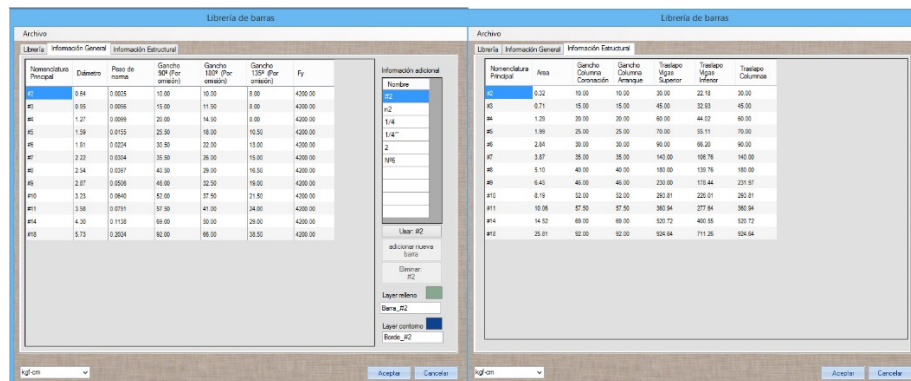 Librería de barras
Archivo
Librería Información General Información Estructural
Nomenclatura Principal Diámetro Peso de norma Gancho 90º (Por omisión) Gancho 180º (Por omisión) Gancho 135º (Por omisión) Fy
#2 0.64 0.0025 10.00 10.00 8.00 4200.00
#3 0.95 0.0056 15.00 11.50 8.00 4200.00
#4 1.27 0.0099 20.00 14.50 8.00 4200.00
#5 1.59 0.0155 25.50 18.00 10.50 4200.00
#6 1.91 0.0224 30.50 22.00 13.00 4200.00
#7 2.22 0.0304 35.50 26.00 15.00 4200.00
#8 2.54 0.0397 40.50 29.00 16.50 4200.00
#9 2.87 0.0506 46.00 32.50 19.00 4200.00
#10 3.23 0.0640 52.00 37.50 21.50 4200.00
#11 3.58 0.0791 57.50 41.00 24.00 4200.00
#14 4.30 0.1138 69.00 50.00 29.00 4200.00
#18 5.73 0.2024 92.00 66.00 38.50 4200.00
Información adicional
Nombre
#2
n2
1/4
1/4"
2
Nº6
Usar: #2
adicionar nueva
barra
Eliminar:
#2
Layer relleno
Barra_#2
Layer contorno
Borde_#2
kgf-cm
Aceptar Cancelar
Librería de barras
Archivo
Librería Información General Información Estructural
Nomenclatura Principal Area Gancho Columna Coronación Gancho Columna Arranque Traslapo Vigas Superior Traslapo Vigas Inferior Traslapo Columnas
#2 0.32 10.00 10.00 30.00 22.18 30.00
#3 0.71 15.00 15.00 45.00 32.93 45.00
#4 1.29 20.00 20.00 60.00 44.02 60.00
#5 1.99 25.00 25.00 70.00 55.11 70.00
#6 2.84 30.00 30.00 90.00 66.20 90.00
#7 3.87 35.00 35.00 140.00 106.76 140.00
#8 5.10 40.00 40.00 180.00 139.76 180.00
#9 6.45 46.00 46.00 230.00 178.44 231.97
#10 8.19 52.00 52.00 293.81 226.01 293.81
#11 10.06 57.50 57.50 360.94 277.64 360.94
#14 14.52 69.00 69.00 520.72 400.55 520.72
#18 25.81 92.00 92.00 924.64 711.26 924.64
kgf-cm
Aceptar Cancelar